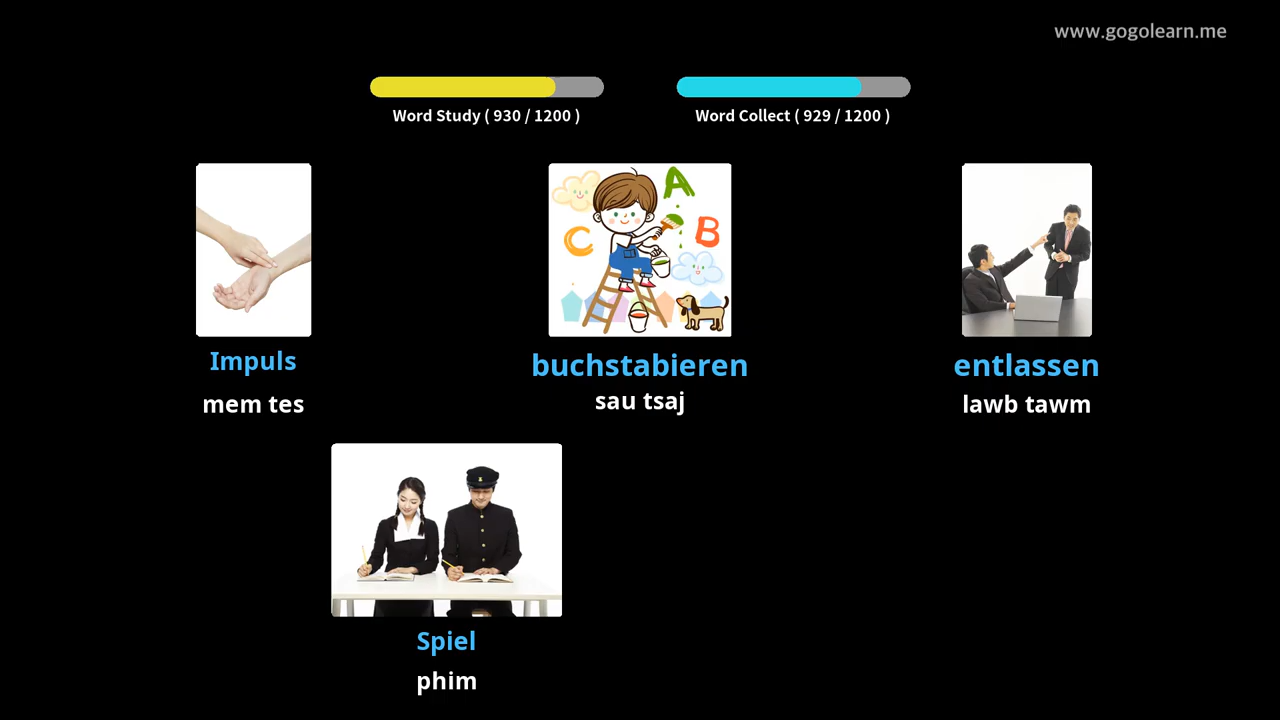 www.gogolearn.me
Word Study ( 930 / 1200 )
Word Collect ( 929 / 1200 )
A
B
C
Impuls
buchstabieren
entlassen
mem tes
sau tsaj
lawb tawm
Spiel
phim